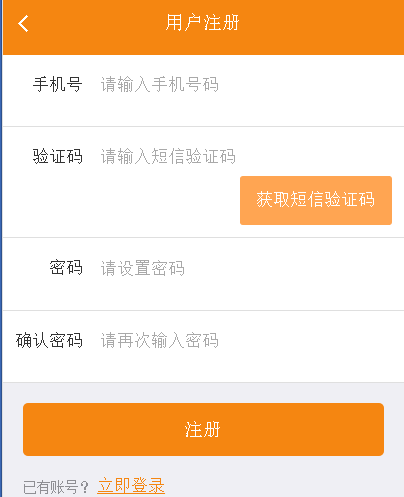 用户注册
手机号 请输入手机号码
验证码 请输入短信验证码
获取短信验证码
密码 请设置密码
确认密码 请再次输入密码
注册
已有账号？ 立即登录